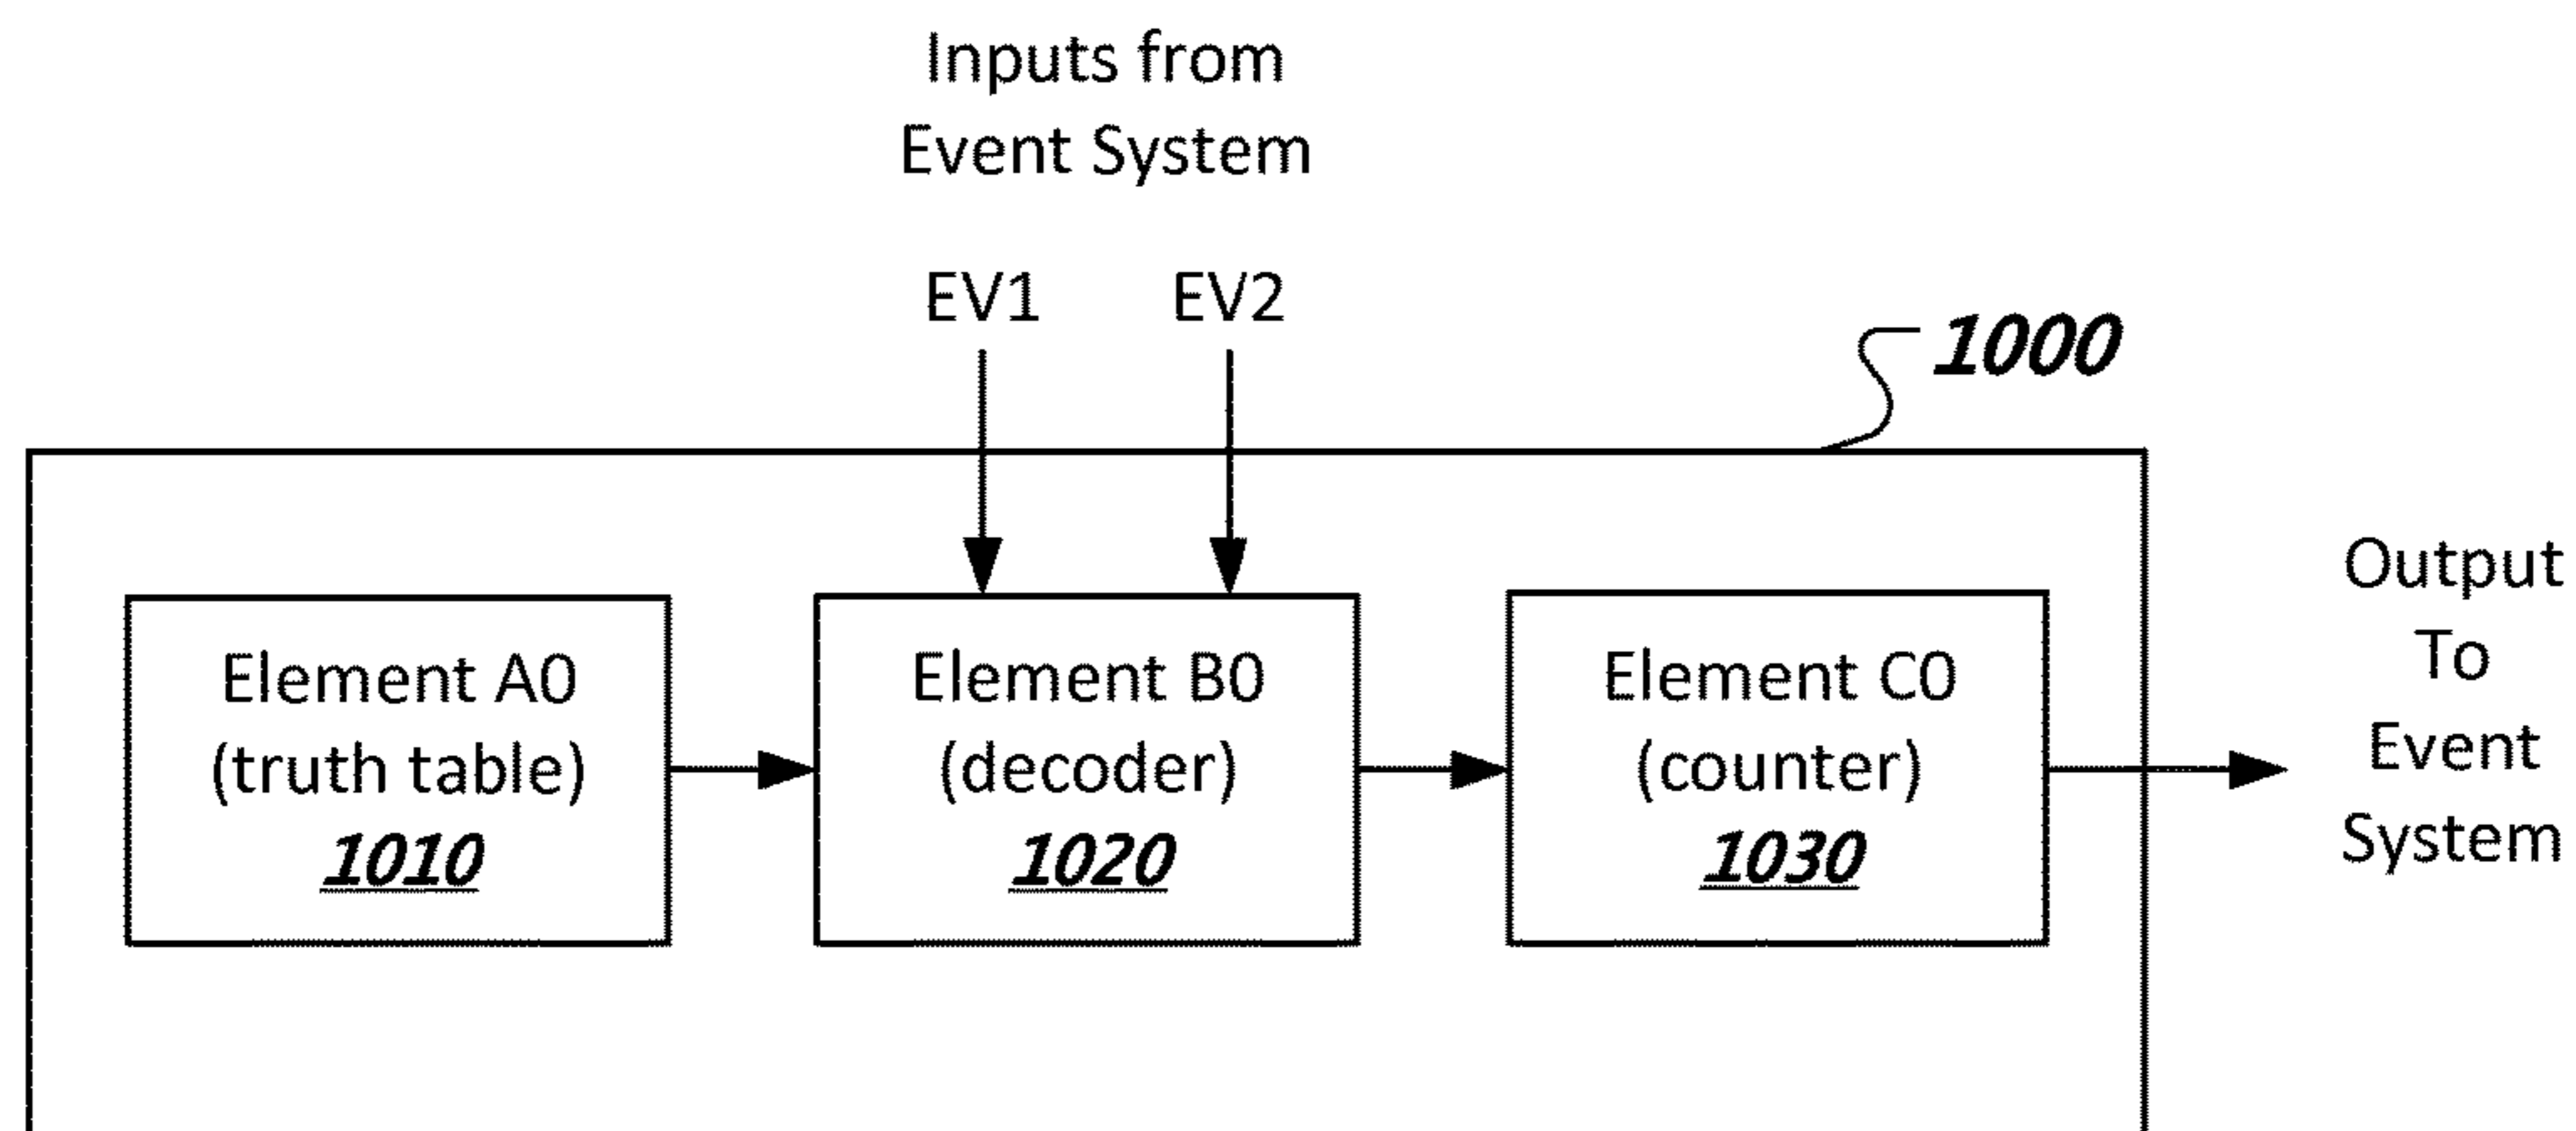 Inputs from
Event System
EV1 EV2
1000
Element A0
(truth table)
1010
Element B0
(decoder)
1020
Element C0
(counter)
1030
Output
To
Event
System